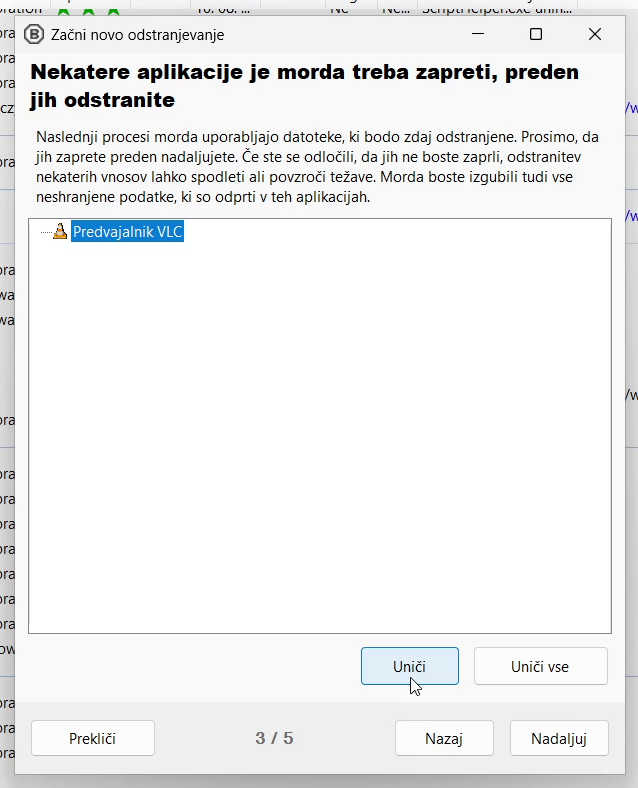 Začni novo odstranjevanje
Nekatere aplikacije je morda treba zapreti, preden
jih odstranite
Naslednji procesi morda uporabljajo datoteke, ki bodo zdaj odstranjene. Prosimo, da
jih zaprete preden nadaljujete. Če ste se odločili, da jih ne boste zaprli, odstranitev
nekaterih vnosov lahko spodleti ali povzroči težave. Morda boste izgubili tudi vse
neshranjene podatke, ki so odprti v teh aplikacijah.
Predvajalnik VLC
Uniči
Uniči vse
Prekliči
3 / 5
Nazaj
Nadaljuj